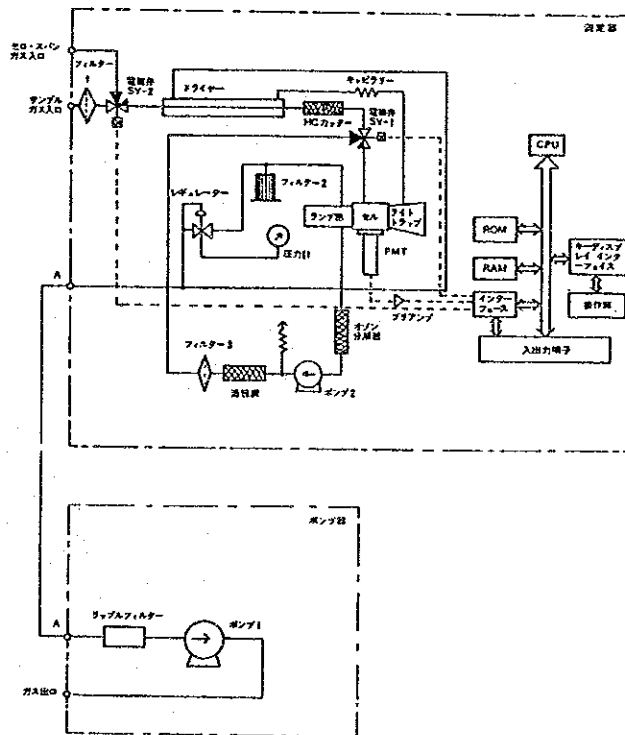 測定器
ゼロ・スパン
ガス入口
フィルター
1
電磁弁
SY-2
サンプル
ガス入口
ドライヤー
キャピラリー
HCカッター
電磁弁
SY-1
レギュレーター
フィルター2
圧力計
ランプ部
セル
ライト
トラップ
PMT
CPU
ROM
RAM
キーディスプ
レイ インタ
ーフェイス
インター
フェース
操作部
プリアンプ
入出力端子
A
オゾン
分解器
フィルター3
活性炭
ポンプ2
ポンプ部
A
リップルフィルター
ポンプ1
ガス出口